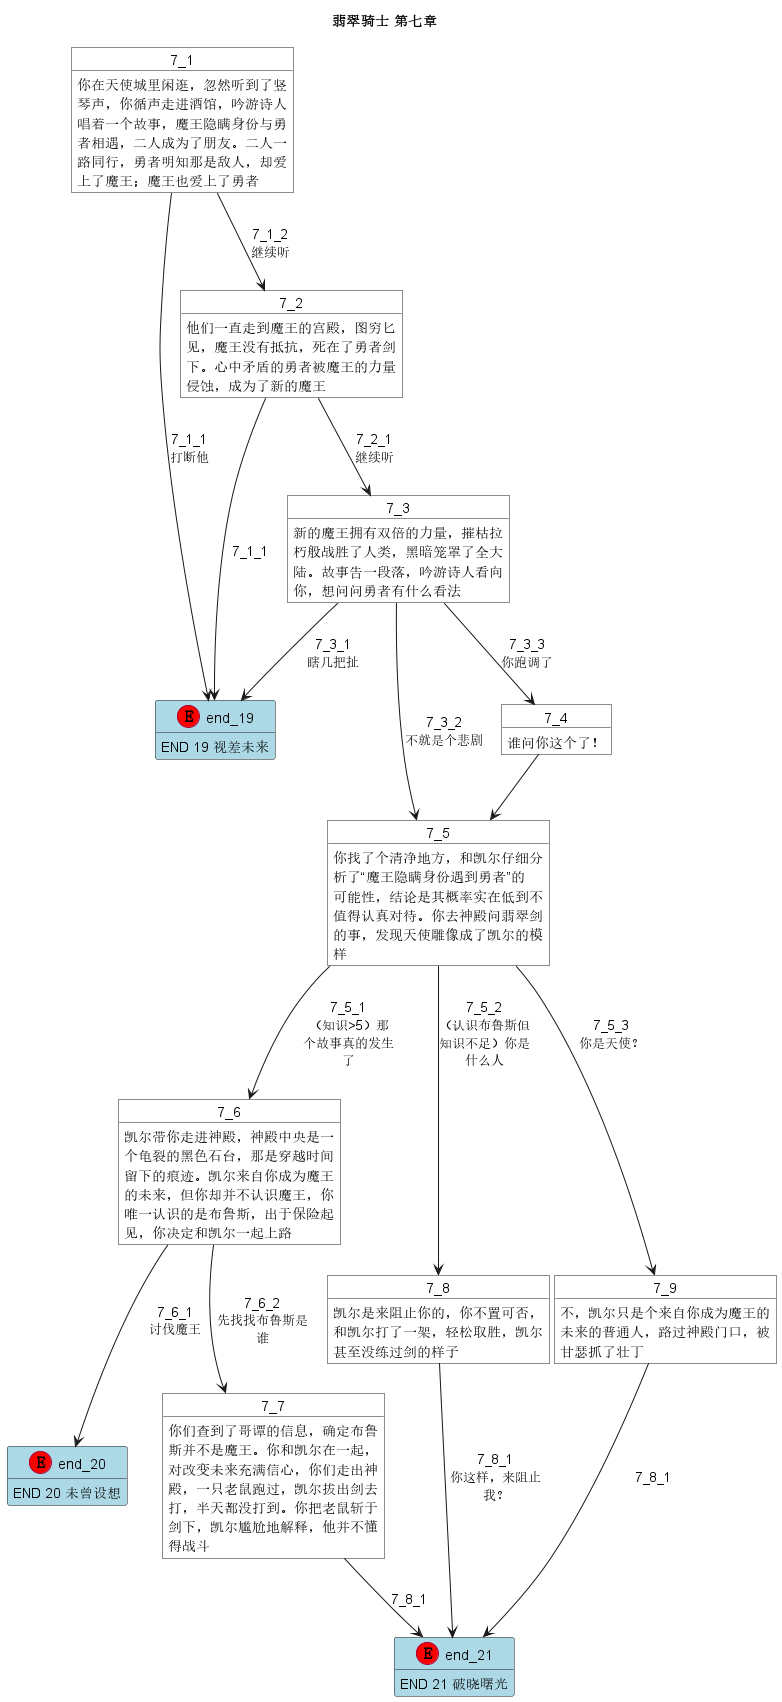 翡翠骑士 第七章
7_1
你在天使城里闲逛，忽然听到了竖
琴声，你循声走进酒馆，吟游诗人
唱着一个故事，魔王隐瞒身份与勇
者相遇，二人成为了朋友。二人一
路同行，勇者明知那是敌人，却爱
上了魔王；魔王也爱上了勇者
7_1_2
继续听
7_2
他们一直走到魔王的宫殿，图穷匕
见，魔王没有抵抗，死在了勇者剑
下。心中矛盾的勇者被魔王的力量
侵蚀，成为了新的魔王
7_1_1
打断他
7_2_1
继续听
7_3
新的魔王拥有双倍的力量，摧枯拉
朽般战胜了人类，黑暗笼罩了全大
陆。故事告一段落，吟游诗人看向
你，想问问勇者有什么看法
7_1_1
7_3_1
瞎几把扯
7_3_3
你跑调了
E end_19
END 19 视差未来
7_3_2
不就是个悲剧
7_4
谁问你这个了！
7_5
你找了个清净地方，和凯尔仔细分
析了“魔王隐瞒身份遇到勇者”的
可能性，结论是其概率实在低到不
值得认真对待。你去神殿问翡翠剑
的事，发现天使雕像成了凯尔的模
样
7_5_1
（知识>5）那
个故事真的发生
了
7_5_2
（认识布鲁斯但
知识不足）你是
什么人
7_5_3
你是天使？
7_6
凯尔带你走进神殿，神殿中央是一
个龟裂的黑色石台，那是穿越时间
留下的痕迹。凯尔来自你成为魔王
的未来，但你却并不认识魔王，你
唯一认识的是布鲁斯，出于保险起
见，你决定和凯尔一起上路
7_6_1
讨伐魔王
7_6_2
先找找布鲁斯是
谁
7_8
凯尔是来阻止你的，你不置可否，
和凯尔打了一架，轻松取胜，凯尔
甚至没练过剑的样子
7_9
不，凯尔只是个来自你成为魔王的
未来的普通人，路过神殿门口，被
甘瑟抓了壮丁
7_7
你们查到了哥谭的信息，确定布鲁
斯并不是魔王。你和凯尔在一起，
对改变未来充满信心，你们走出神
殿，一只老鼠跑过，凯尔拔出剑去
打，半天都没打到。你把老鼠斩于
剑下，凯尔尴尬地解释，他并不懂
得战斗
E end_20
END 20 未曾设想
7_8_1
你这样，来阻止
我？
7_8_1
7_8_1
E end_21
END 21 破晓曙光